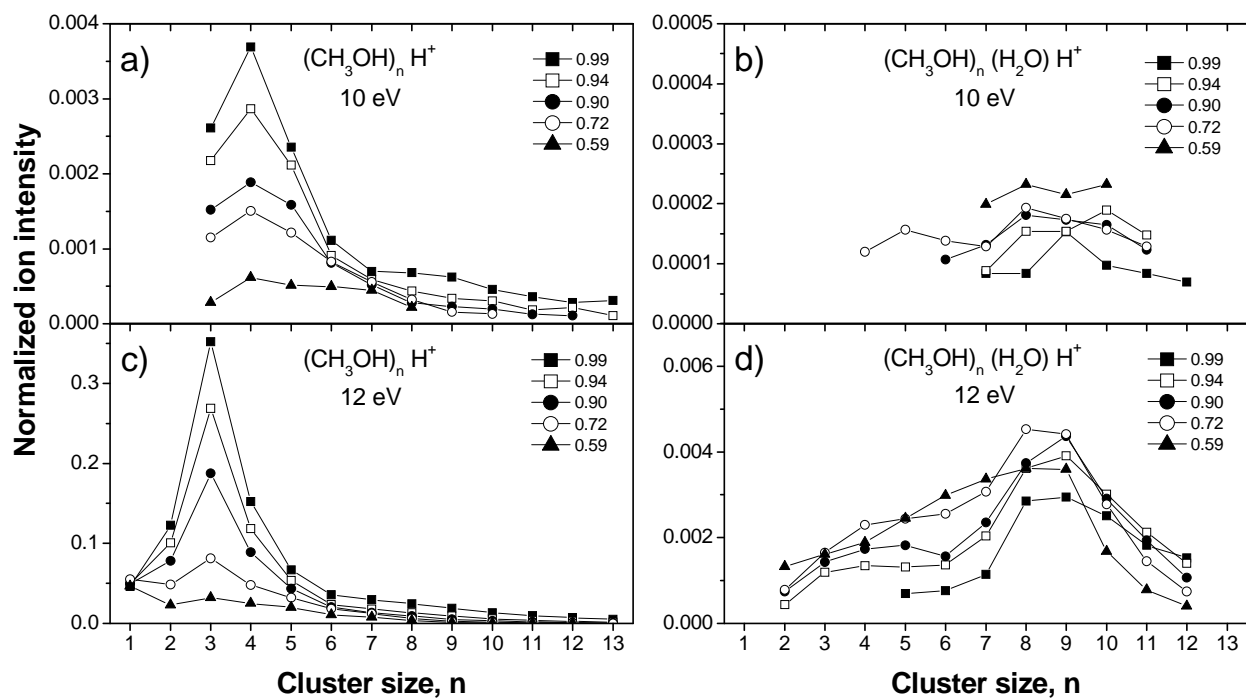 a)
(CH₃OH)ₙ H⁺
10 eV
0.99
0.94
0.90
0.72
0.59
0.004
0.003
0.002
0.001
0.000
b)
(CH₃OH)ₙ (H₂O) H⁺
10 eV
0.99
0.94
0.90
0.72
0.59
0.0005
0.0004
0.0002
0.0001
0.0000
c)
(CH₃OH)ₙ H⁺
12 eV
0.99
0.94
0.90
0.72
0.59
0.3
0.2
0.1
0.0
1 2 3 4 5 6 7 8 9 10 11 12 13
Cluster size, n
d)
(CH₃OH)ₙ (H₂O) H⁺
12 eV
0.99
0.94
0.90
0.72
0.59
0.006
0.004
0.002
0.000
1 2 3 4 5 6 7 8 9 10 11 12 13
Cluster size, n
Normalized ion intensity